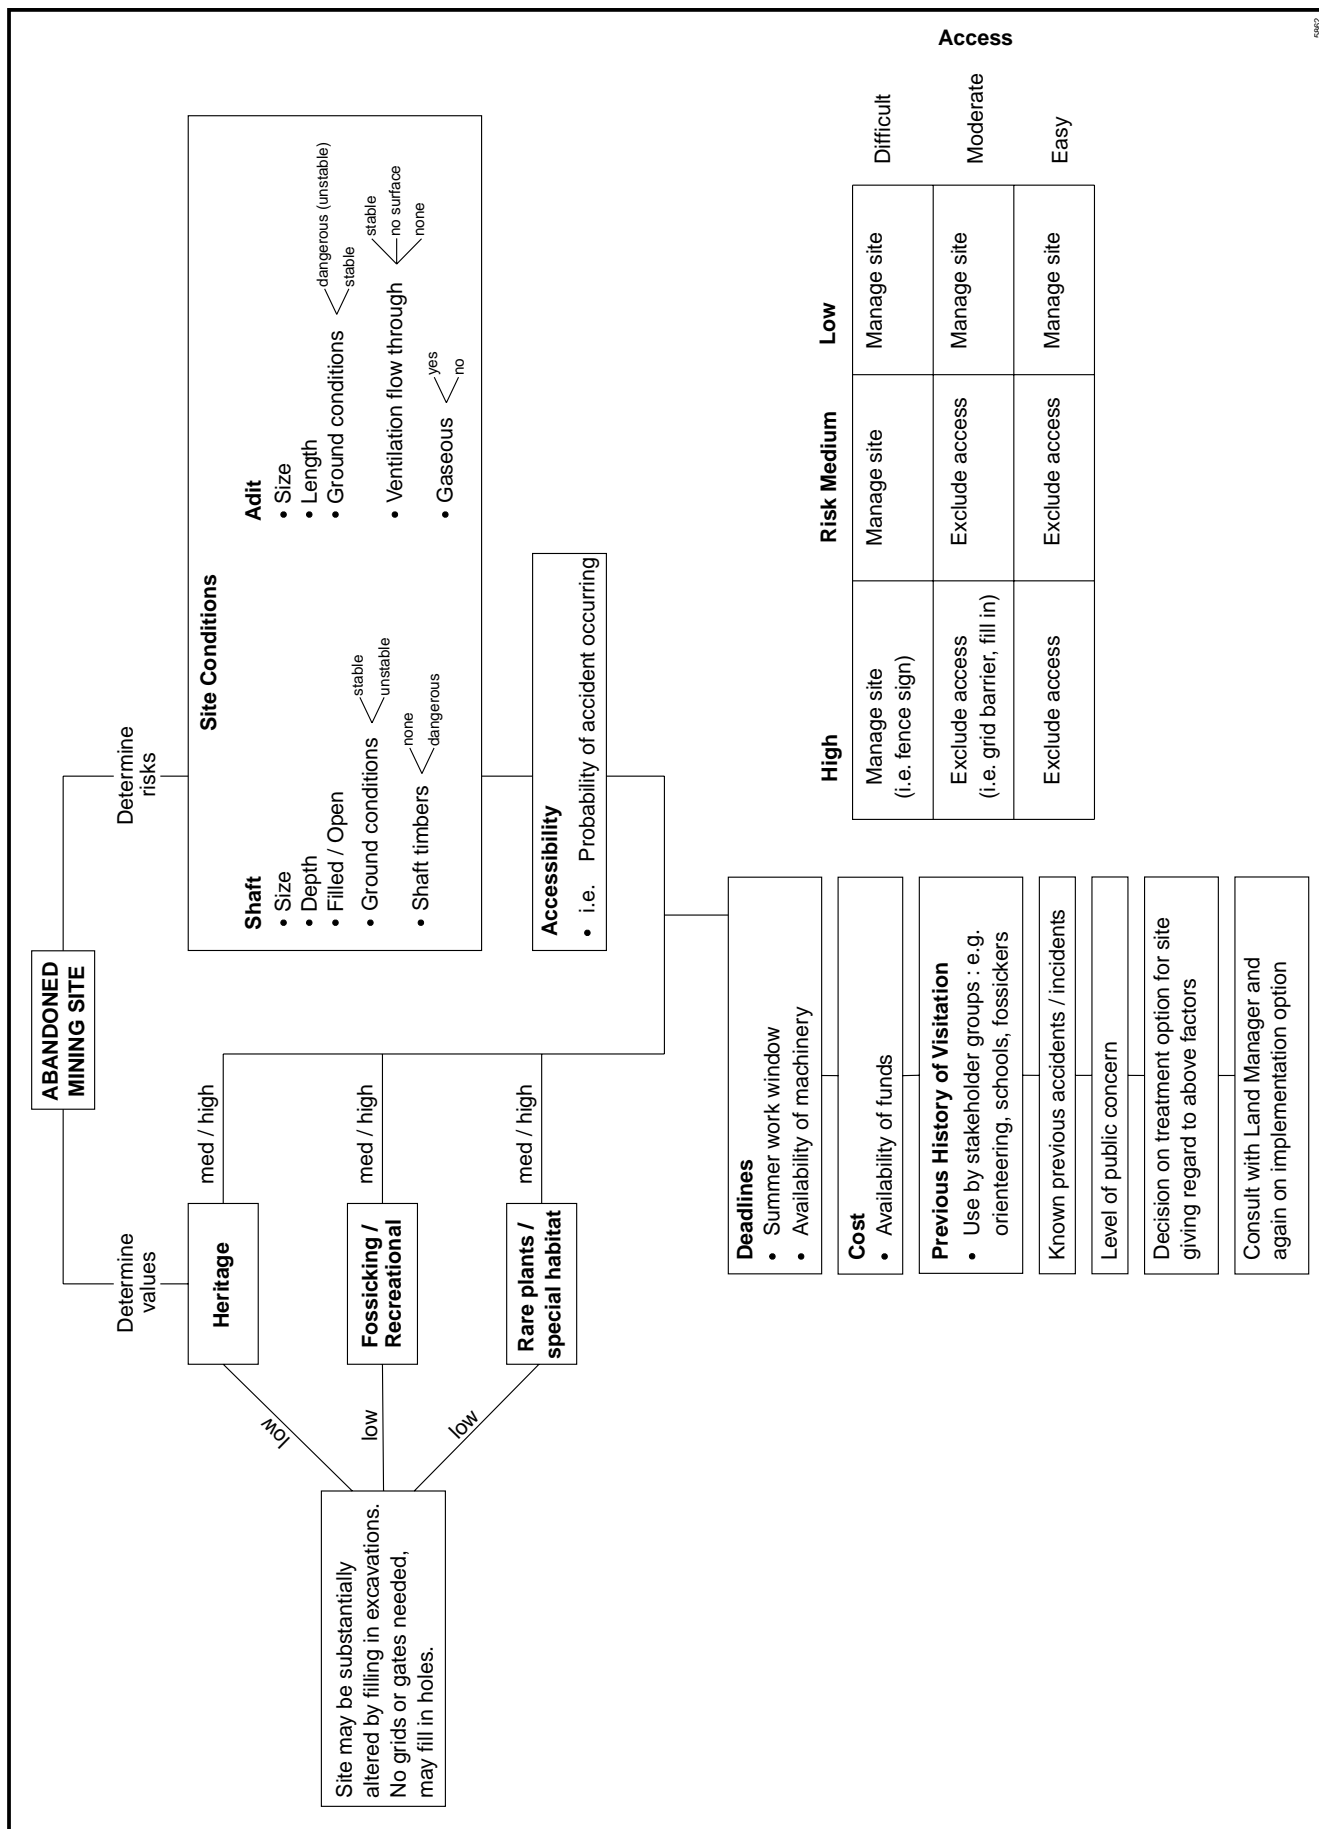 ABANDONED
MINING SITE
Determine
values
Determine
risks
Heritage
med / high
low
Fossicking /
Recreational
med / high
low
Rare plants /
special habitat
med / high
low
Site may be substantially
altered by filling in excavations.
No grids or gates needed,
may fill in holes.
Site Conditions
Shaft
• Size
• Depth
• Filled / Open
• Ground conditions
stable
unstable
• Shaft timbers
none
dangerous
Adit
• Size
• Length
• Ground conditions
dangerous (unstable)
stable
• Ventilation flow through
stable
no surface
none
• Gaseous
yes
no
Accessibility
• i.e. Probability of accident occurring
Deadlines
• Summer work window
• Availability of machinery
Cost
• Availability of funds
Previous History of Visitation
• Use by stakeholder groups : e.g.
orienteering, schools, fossickers
Known previous accidents / incidents
Level of public concern
Decision on treatment option for site
giving regard to above factors
Consult with Land Manager and
again on implementation option
High Risk Medium Low
Manage site
(i.e. fence sign)
Manage site
Manage site
Difficult
Exclude access
(i.e. grid barrier, fill in)
Exclude access
Manage site
Moderate
Access
Exclude access
Exclude access
Manage site
Easy
5862